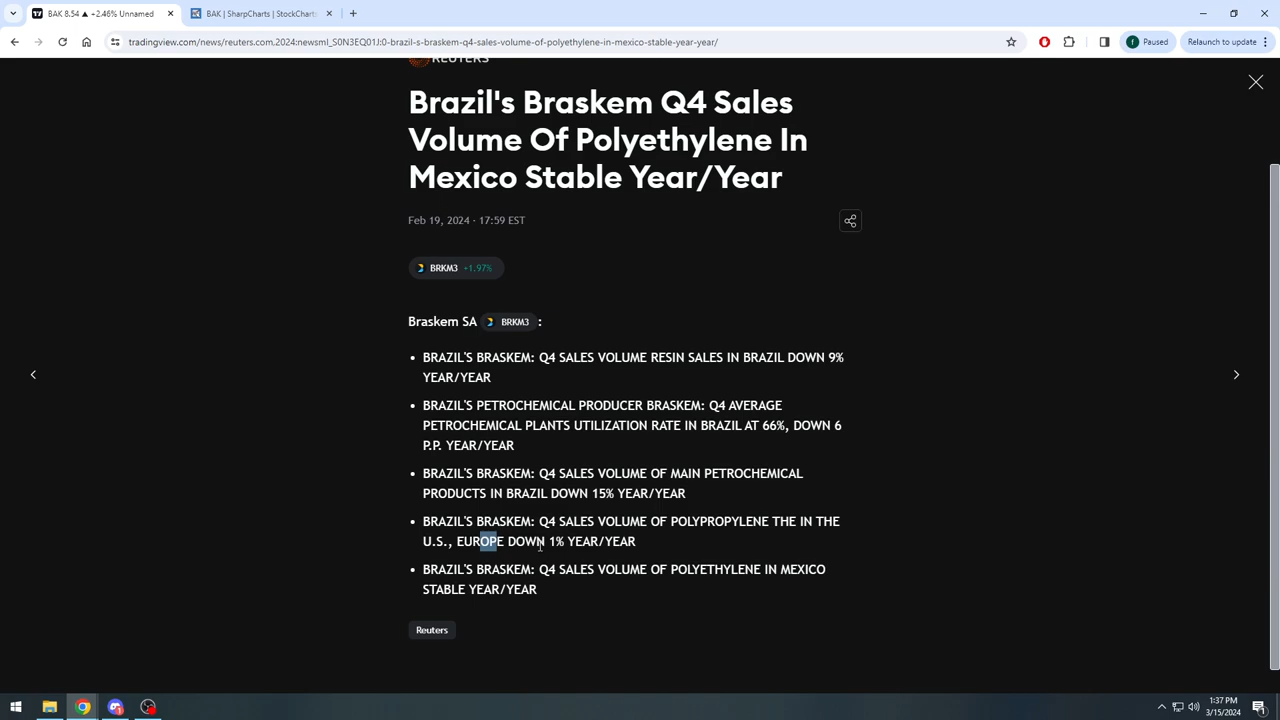 BAK 8.54 ▲ +2.46% Unnamed
BAK | SharpCharts | StockCharts
tradingview.com/news/reuters.com,2024:newsml_S0N3EQ01J:0-brazil-s-braskem-q4-sales-volume-of-polyethylene-in-mexico-stable-year-year/
f Paused
Relaunch to update
REUTERS
Brazil's Braskem Q4 Sales
Volume Of Polyethylene In
Mexico Stable Year/Year
Feb 19, 2024 · 17:59 EST
BRKM3 +1.97%
Braskem SA BRKM3 :
• BRAZIL'S BRASKEM: Q4 SALES VOLUME RESIN SALES IN BRAZIL DOWN 9%
YEAR/YEAR
• BRAZIL'S PETROCHEMICAL PRODUCER BRASKEM: Q4 AVERAGE
PETROCHEMICAL PLANTS UTILIZATION RATE IN BRAZIL AT 66%, DOWN 6
P.P. YEAR/YEAR
• BRAZIL'S BRASKEM: Q4 SALES VOLUME OF MAIN PETROCHEMICAL
PRODUCTS IN BRAZIL DOWN 15% YEAR/YEAR
• BRAZIL'S BRASKEM: Q4 SALES VOLUME OF POLYPROPYLENE THE IN THE
U.S., EUROPE DOWN 1% YEAR/YEAR
• BRAZIL'S BRASKEM: Q4 SALES VOLUME OF POLYETHYLENE IN MEXICO
STABLE YEAR/YEAR
Reuters
1:37 PM
3/15/2024